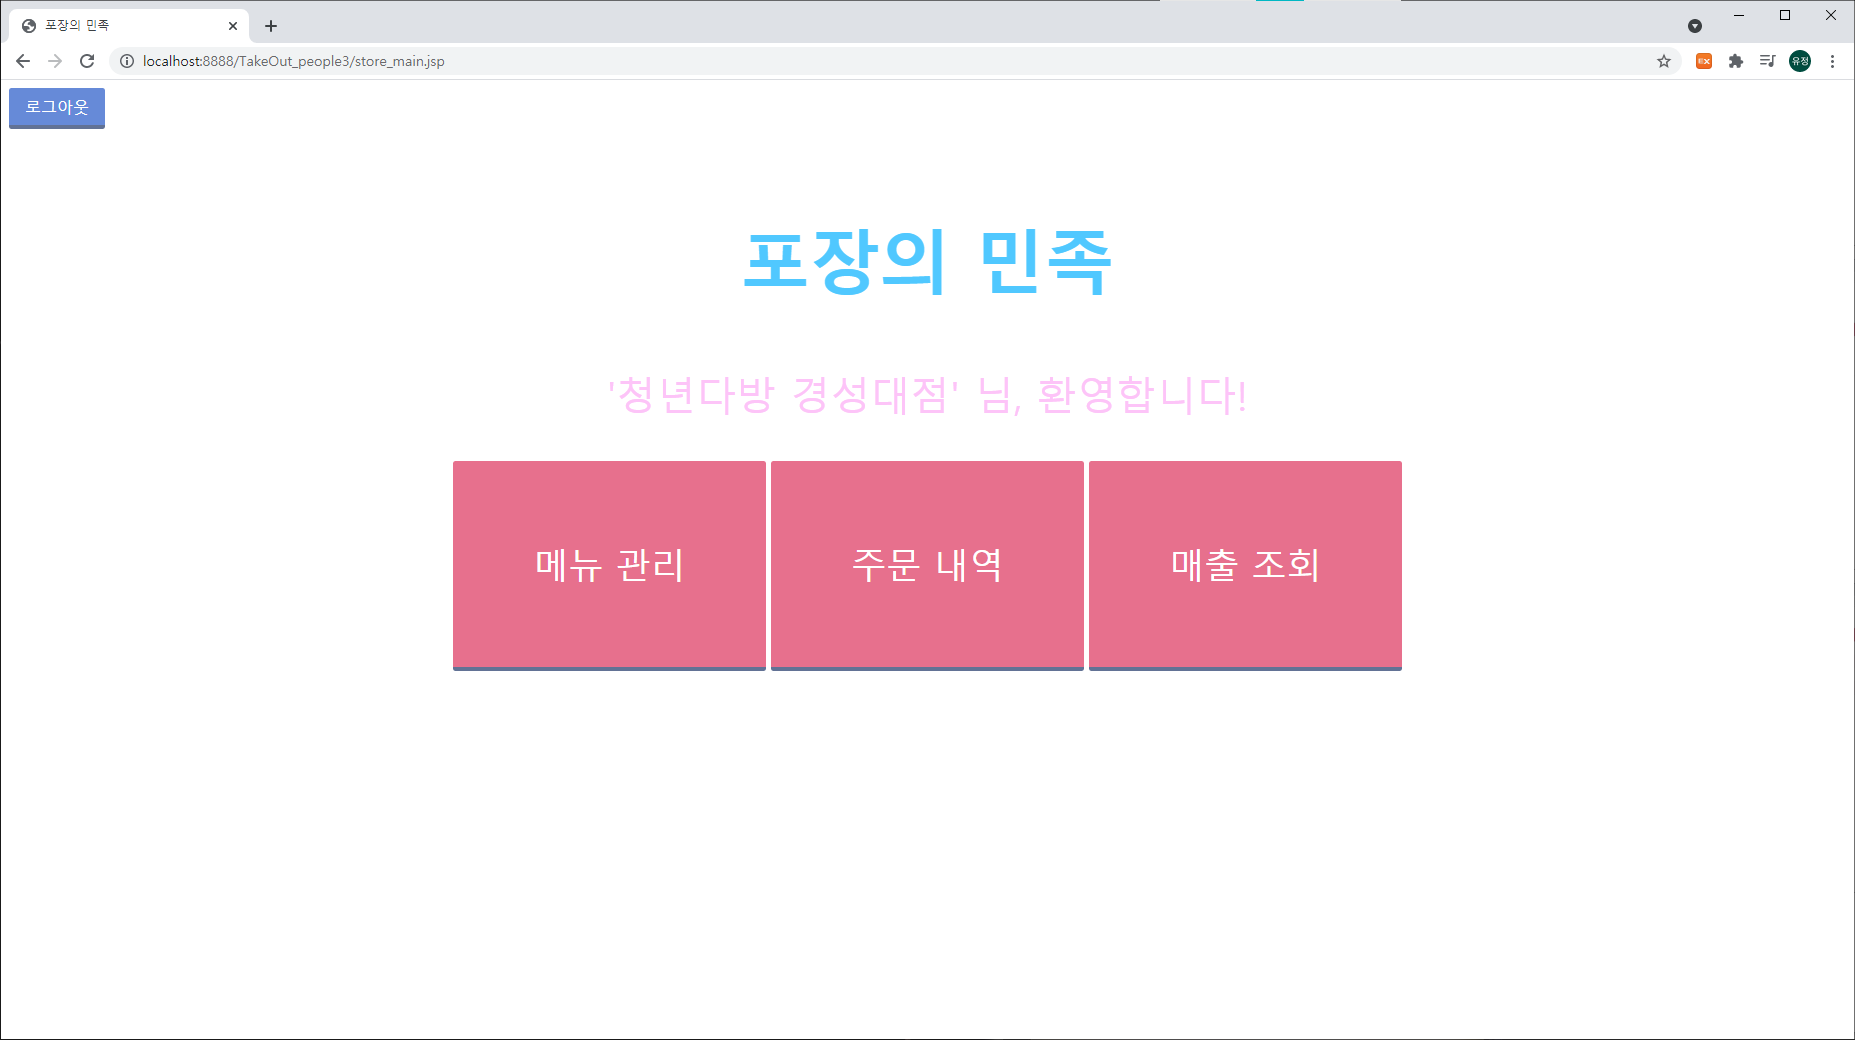 포장의 민족
localhost:8888/TakeOut_people3/store_main.jsp
유정
로그아웃
포장의 민족
'청년다방 경성대점' 님, 환영합니다!
메뉴 관리 주문 내역 매출 조회